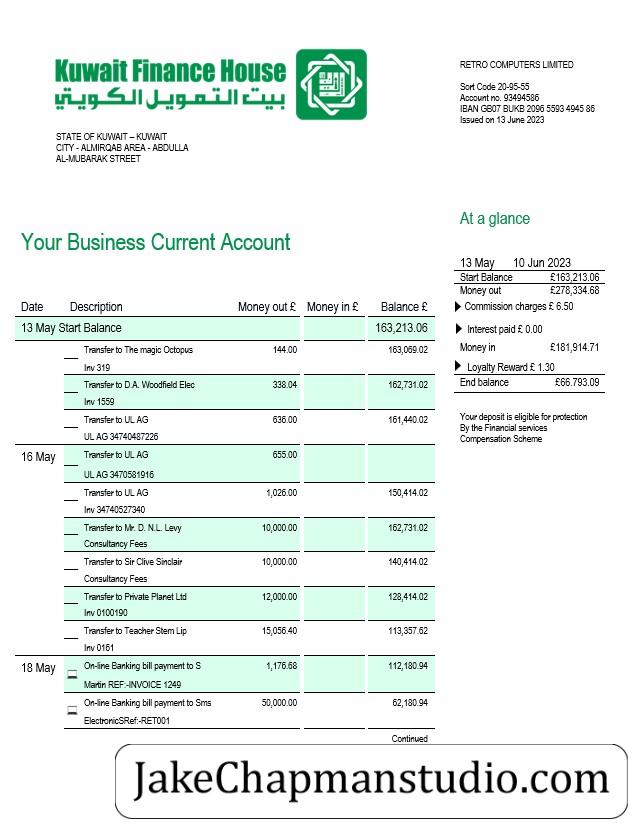 Kuwait Finance House
بيت التمويل الكويتي
STATE OF KUWAIT – KUWAIT
CITY - ALMIRQAB AREA - ABDULLA
AL-MUBARAK STREET
RETRO COMPUTERS LIMITED
Sort Code 20-95-55
Account no. 93494586
IBAN GB07 BUKB 2096 5593 4945 86
Issued on 13 June 2023
At a glance
13 May 10 Jun 2023
Start Balance £163,213.06
Money out £278,334.68
Commission charges £ 6.50
Interest paid £ 0.00
Money in £181,914.71
Loyalty Reward £ 1.30
End balance £66.793.09
Your deposit is eligible for protection
By the Financial services
Compensation Scheme
Your Business Current Account
Date Description Money out £ Money in £ Balance £
13 May Start Balance 163,213.06
Transfer to The magic Octopus 144.00 163,069.02
Inv 319
Transfer to D.A. Woodfield Elec 338.04 162,731.02
Inv 1559
Transfer to UL AG 636.00 161,440.02
UL AG 34740487226
16 May Transfer to UL AG 655.00
UL AG 3470581916
Transfer to UL AG 1,026.00 150,414.02
Inv 34740527340
Transfer to Mr. D. N.L. Levy 10,000.00 162,731.02
Consultancy Fees
Transfer to Sir Clive Sinclair 10,000.00 140,414.02
Consultancy Fees
Transfer to Private Planet Ltd 12,000.00 128,414.02
Inv 0100190
Transfer to Teacher Stem Lip 15,056.40 113,357.62
Inv 0161
18 May On-line Banking bill payment to S 1,176.68 112,180.94
Martin REF:-INVOICE 1249
On-line Banking bill payment to Sms 50,000.00 62,180.94
ElectronicSRef:-RET001
Continued
JakeChapmanstudio.com